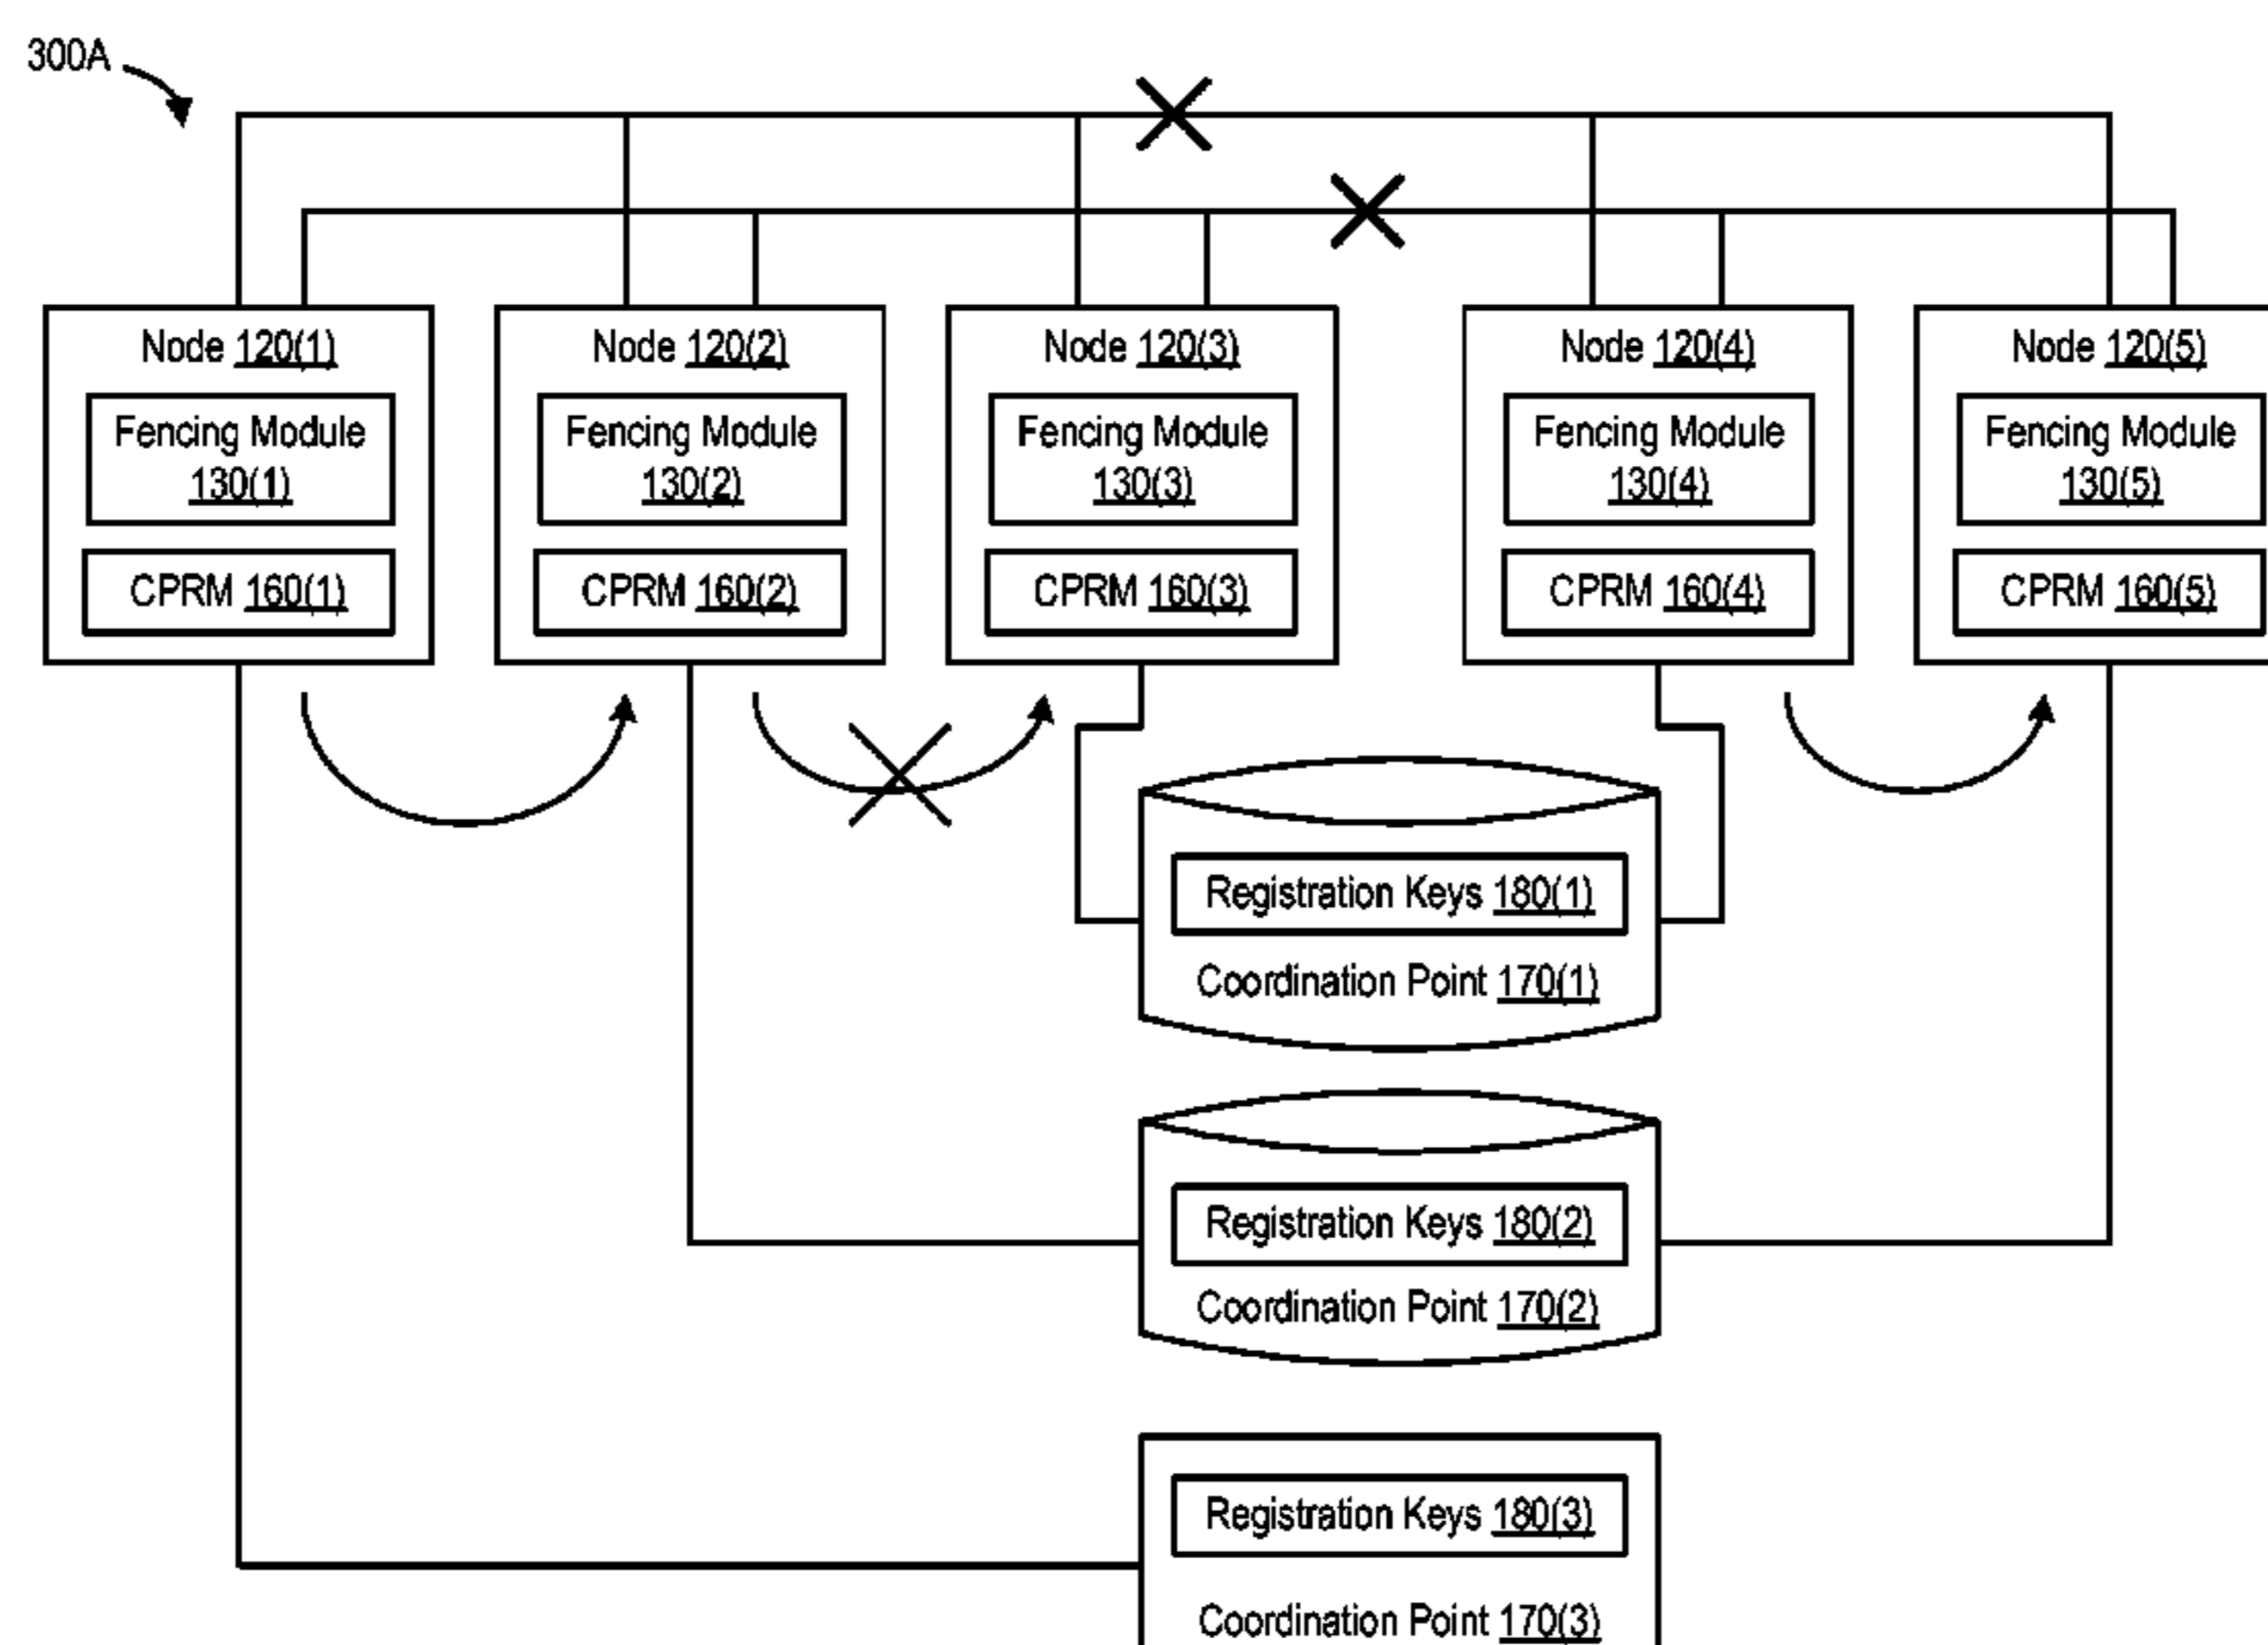 300A
Node 120(1)
Fencing Module
130(1)
CPRM 160(1)
Node 120(2)
Fencing Module
130(2)
CPRM 160(2)
Node 120(3)
Fencing Module
130(3)
CPRM 160(3)
Node 120(4)
Fencing Module
130(4)
CPRM 160(4)
Node 120(5)
Fencing Module
130(5)
CPRM 160(5)
Registration Keys 180(1)
Coordination Point 170(1)
Registration Keys 180(2)
Coordination Point 170(2)
Registration Keys 180(3)
Coordination Point 170(3)